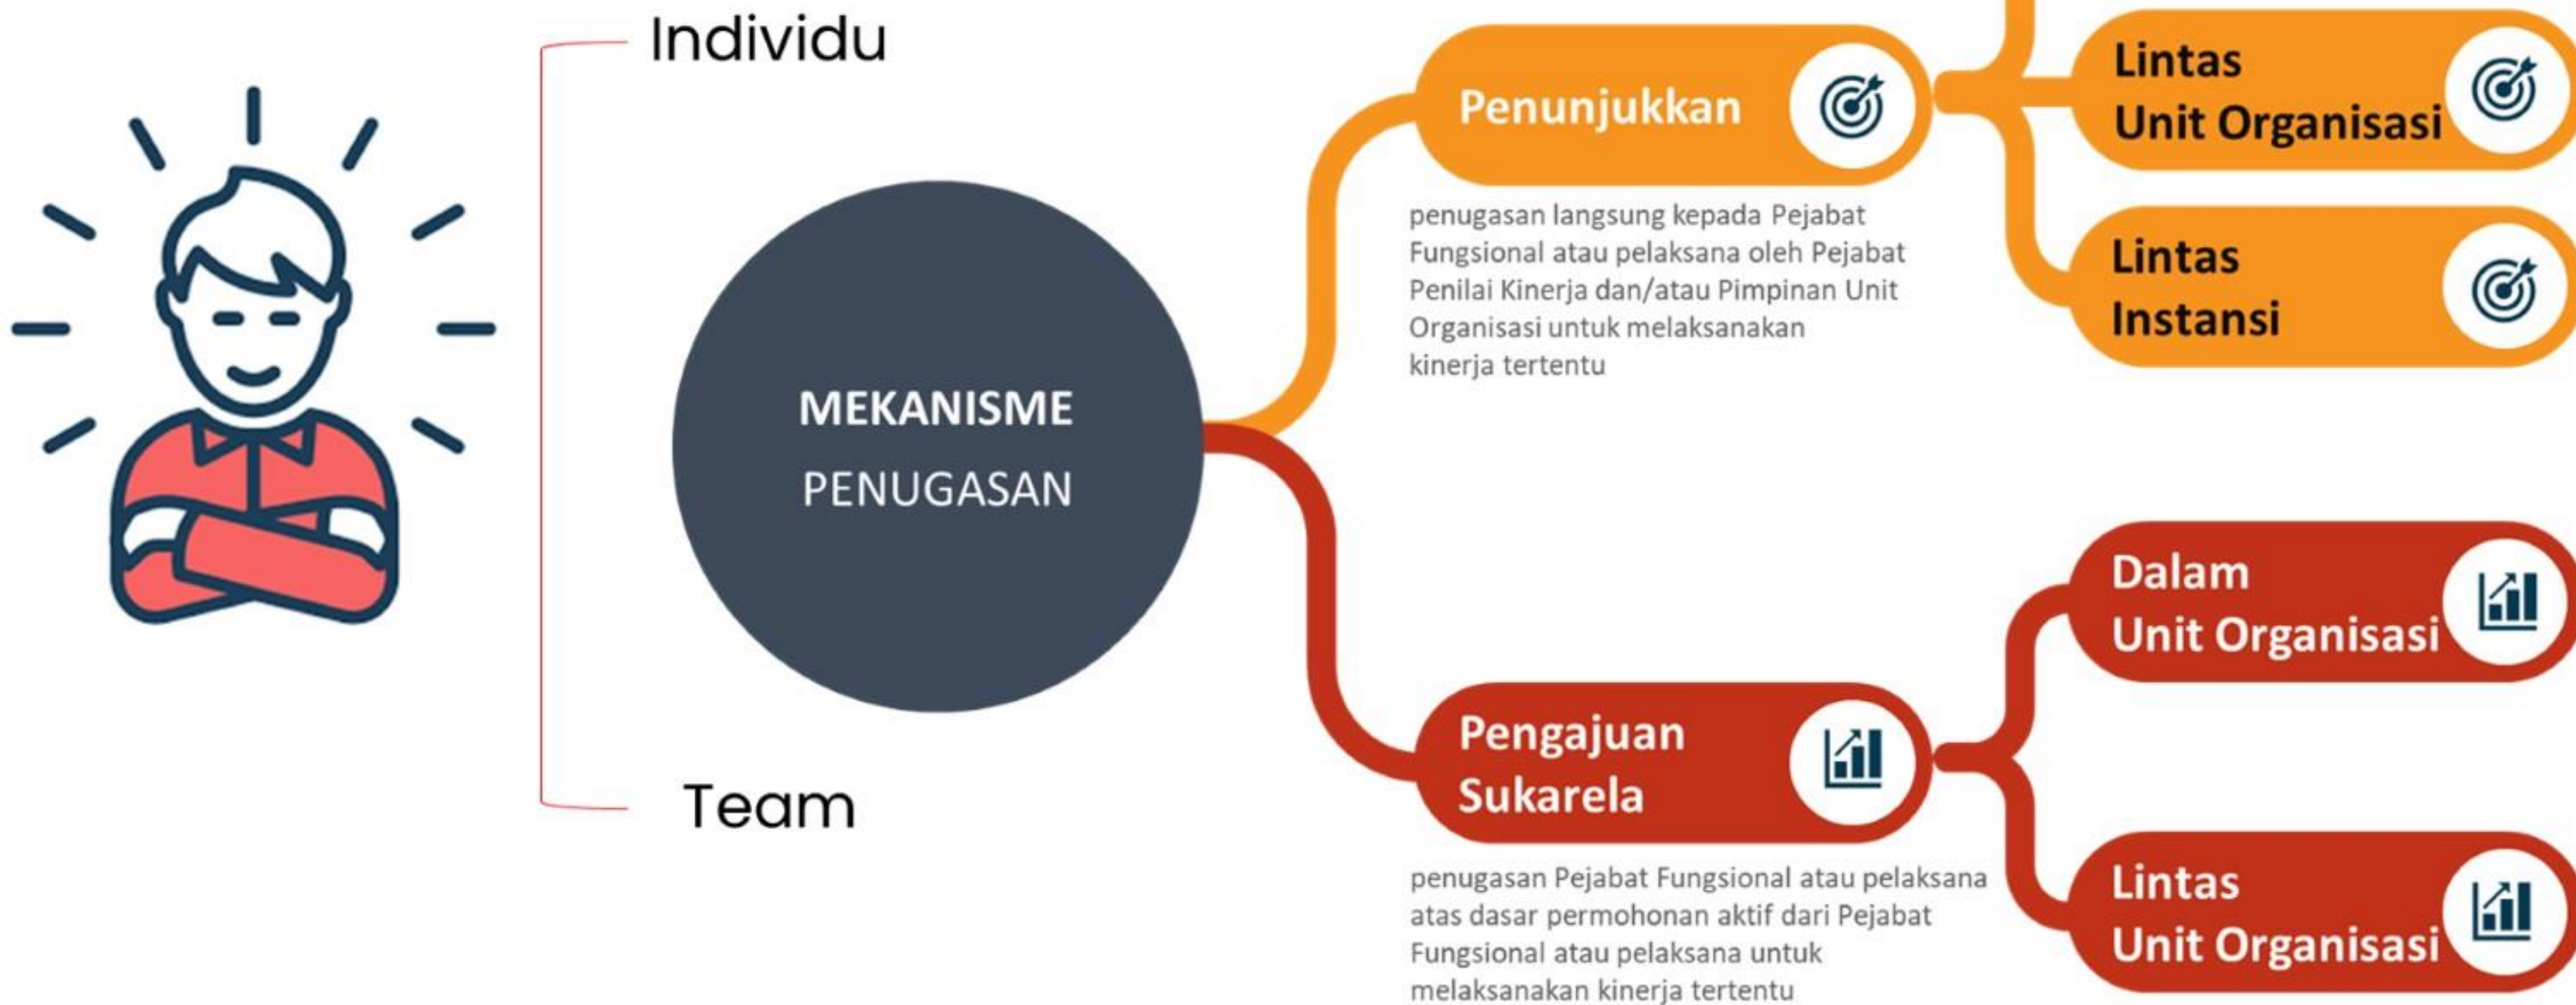 Individu
Team
MEKANISME
PENUGASAN
Penunjukkan
penugasan langsung kepada Pejabat
Fungsional atau pelaksana oleh Pejabat
Penilai Kinerja dan/atau Pimpinan Unit
Organisasi untuk melaksanakan
kinerja tertentu
Lintas
Unit Organisasi
Lintas
Instansi
Pengajuan
Sukarela
penugasan Pejabat Fungsional atau pelaksana
atas dasar permohonan aktif dari Pejabat
Fungsional atau pelaksana untuk
melaksanakan kinerja tertentu
Dalam
Unit Organisasi
Lintas
Unit Organisasi